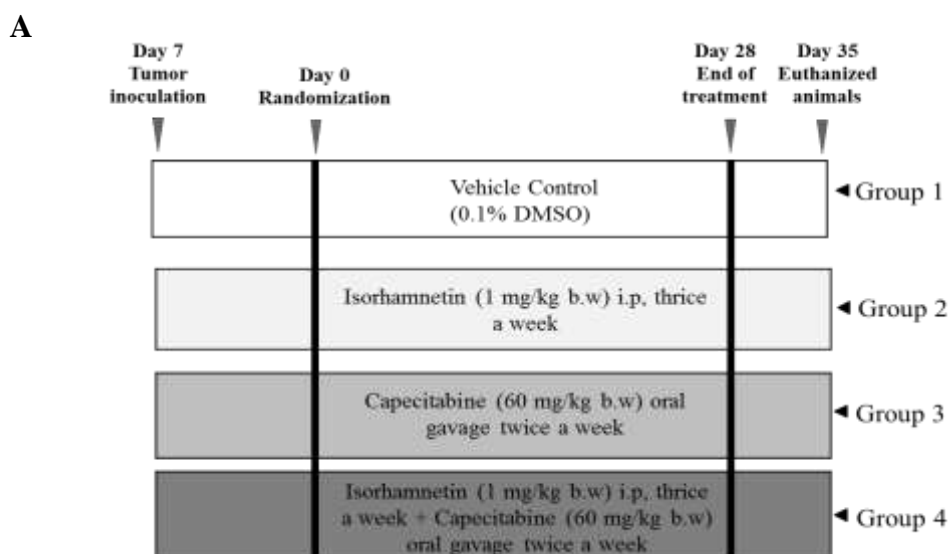 A
Day 7
Tumor
inoculation
Day 0
Randomization
Day 28
End of
treatment
Day 35
Euthanized
animals
Vehicle Control
(0.1% DMSO)
Group 1
Isorhamnetin (1 mg/kg b.w) i.p, thrice
a week
Group 2
Capecitabine (60 mg/kg b.w) oral
gavage twice a week
Group 3
Isorhamnetin (1 mg/kg b.w) i.p, thrice
a week + Capecitabine (60 mg/kg b.w)
oral gavage twice a week
Group 4